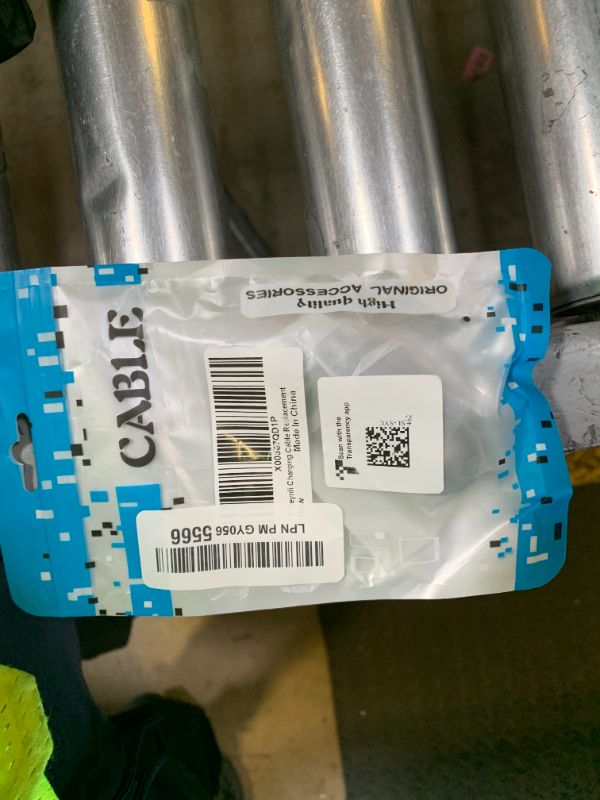 CABLE
High quality
ORIGINAL ACCESSORIES
Charging Cable Replacement
Made In China
Scan with the
Transparency app
LPN PM GY056 5566